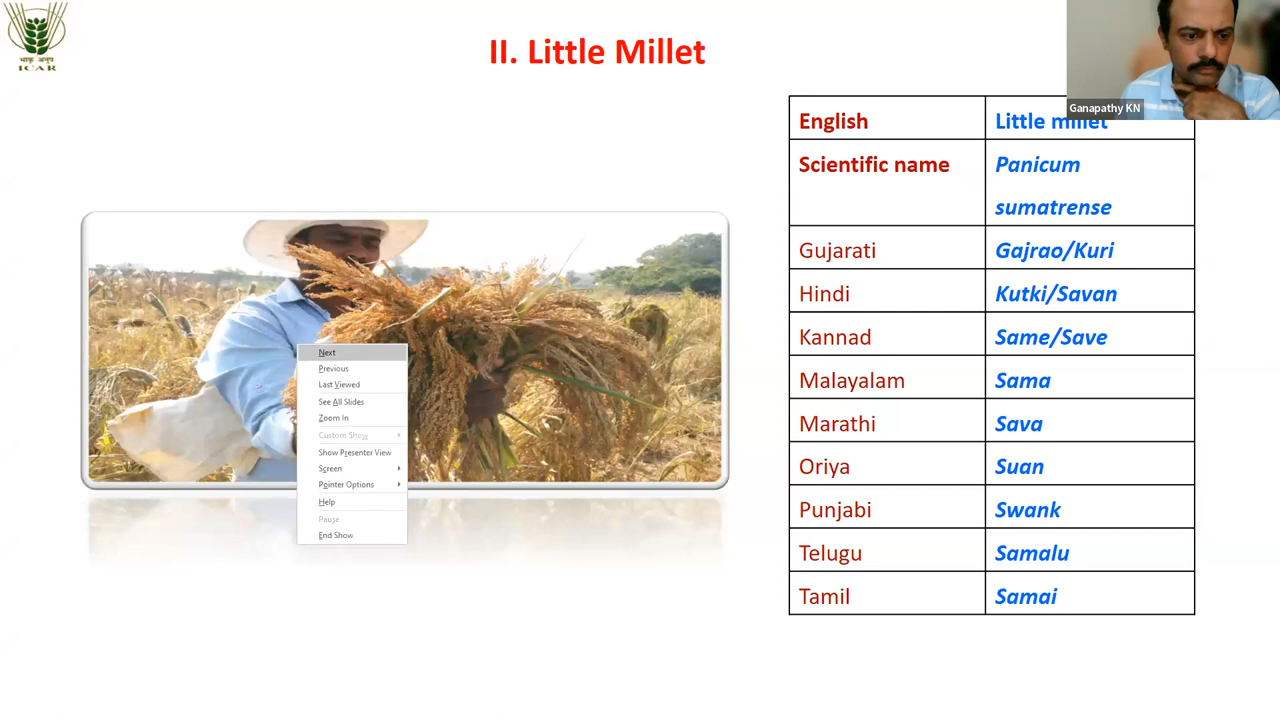 भाकृ अनुप
ICAR
II. Little Millet
Ganapathy KN
English Little millet
Scientific name Panicum
sumatrense
Gujarati Gajrao/Kuri
Hindi Kutki/Savan
Kannad Same/Save
Malayalam Sama
Marathi Sava
Oriya Suan
Punjabi Swank
Telugu Samalu
Tamil Samai
Next
Previous
Last Viewed
See All Slides
Zoom In
Custom Show
Show Presenter View
Screen
Pointer Options
Help
Pause
End Show